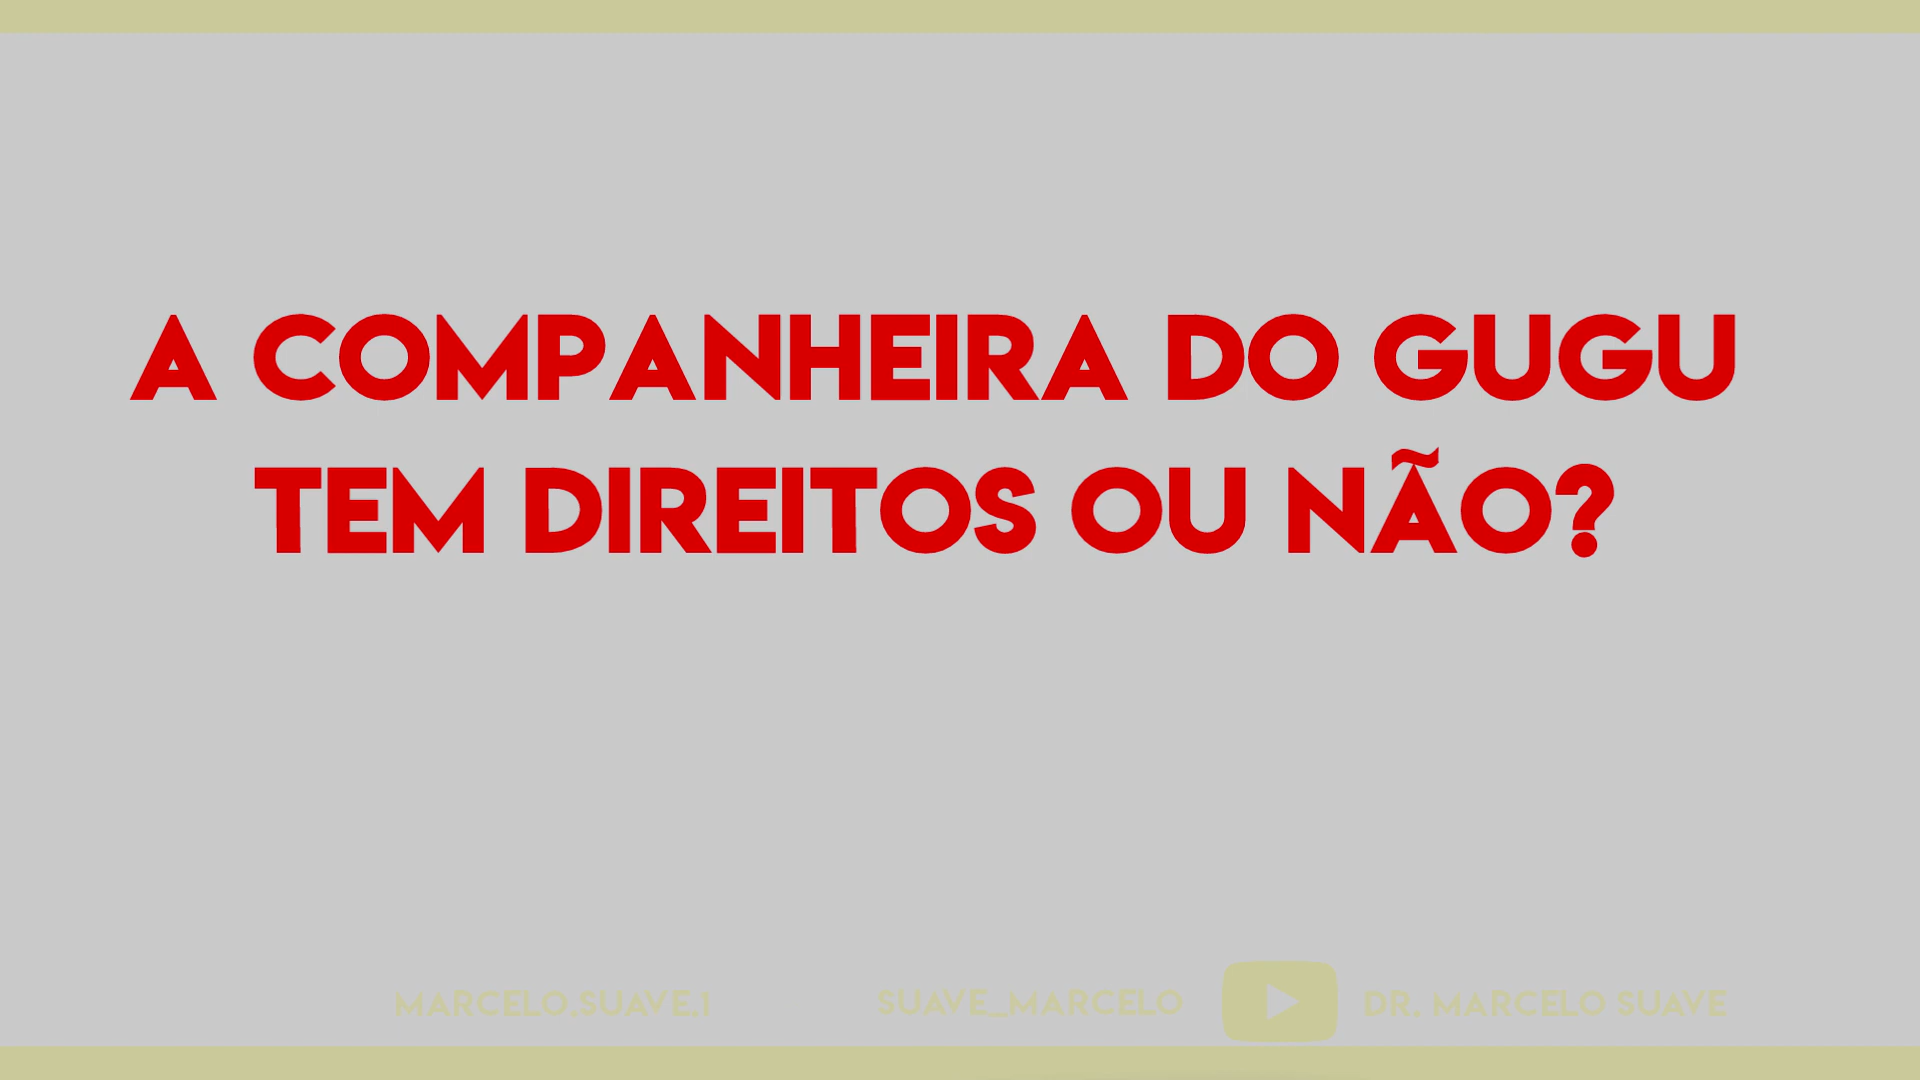 A COMPANHEIRA DO GUGU
TEM DIREITOS OU NÃO?
MARCELO.SUAVE.1 SUAVE_MARCELO DR. MARCELO SUAVE